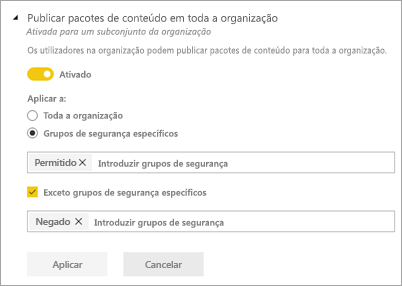 Publicar pacotes de conteúdo em toda a organização
Ativada para um subconjunto da organização
Os utilizadores na organização podem publicar pacotes de conteúdo para toda a organização.
Ativado
Aplicar a:
Toda a organização
Grupos de segurança específicos
Permitido Introduzir grupos de segurança
Exceto grupos de segurança específicos
Negado Introduzir grupos de segurança
Aplicar Cancelar